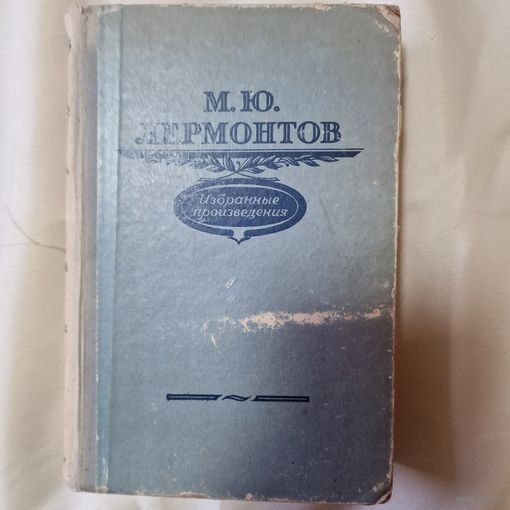 М.Ю.
ЛЕРМОНТОВ
Избранные
произведения